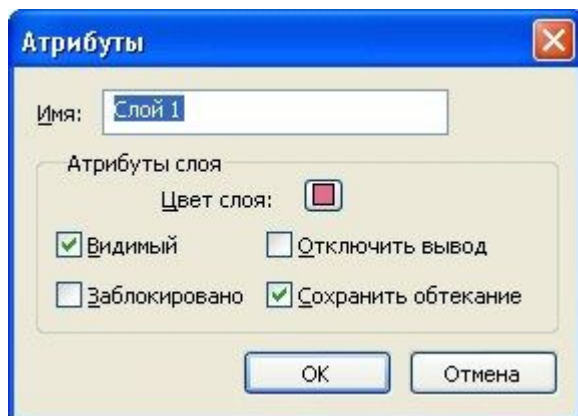 Атрибуты
Имя: Слой 1
Атрибуты слоя
Цвет слоя:
Видимый Отключить вывод
Заблокировано Сохранить обтекание
OK Отмена